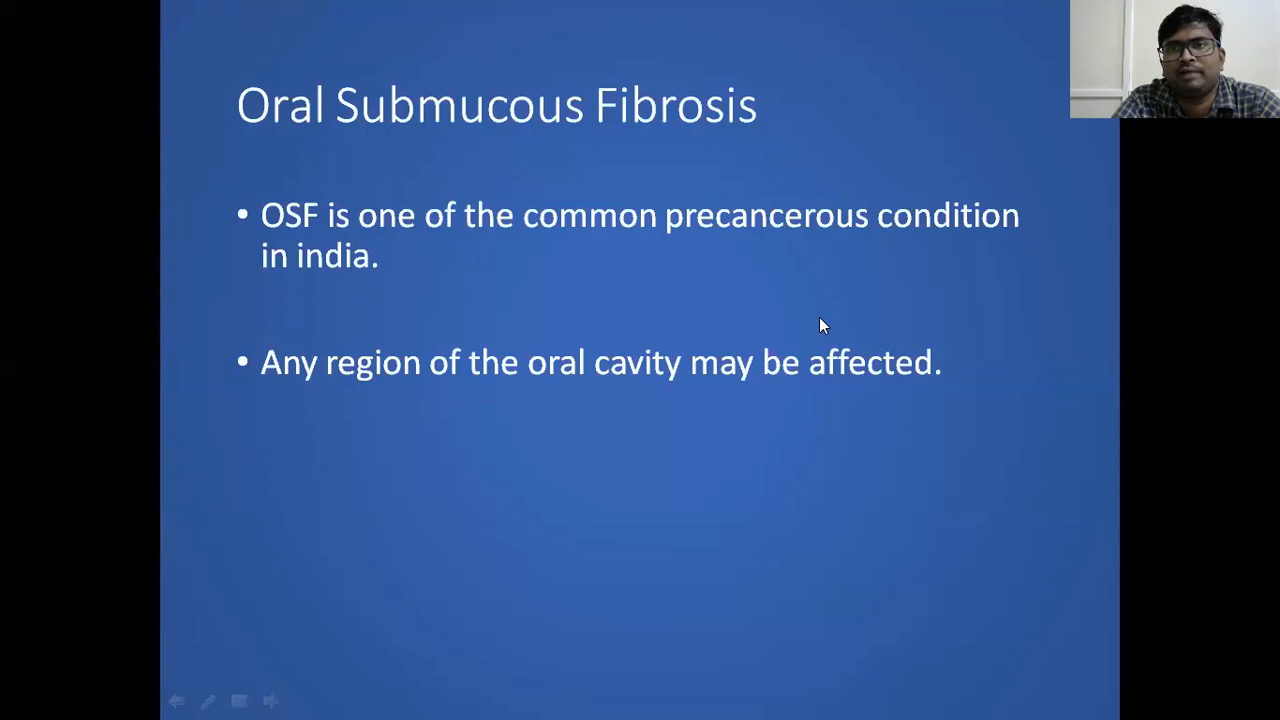 Oral Submucous Fibrosis
• OSF is one of the common precancerous condition
in india.
• Any region of the oral cavity may be affected.